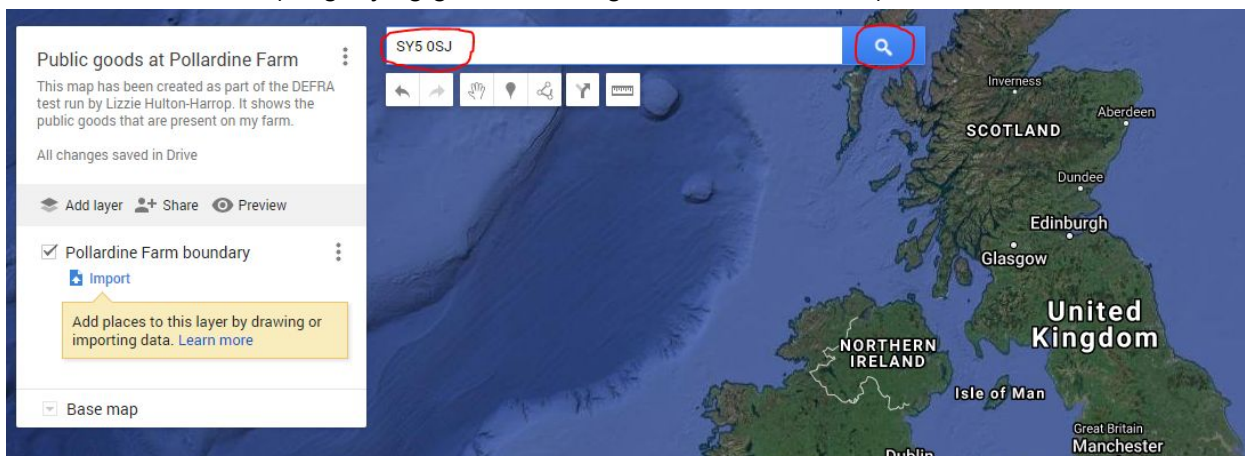 Public goods at Pollardine Farm
This map has been created as part of the DEFRA
test run by Lizzie Hulton-Harrop. It shows the
public goods that are present on my farm.
All changes saved in Drive
Add layer
Share
Preview
Pollardine Farm boundary
Import
Add places to this layer by drawing or
importing data. Learn more
Base map
SY5 0SJ
Inverness
Aberdeen
SCOTLAND
Dundee
Edinburgh
Glasgow
United
Kingdom
NORTHERN
IRELAND
Isle of Man
Great Britain
Manchester
Dublin